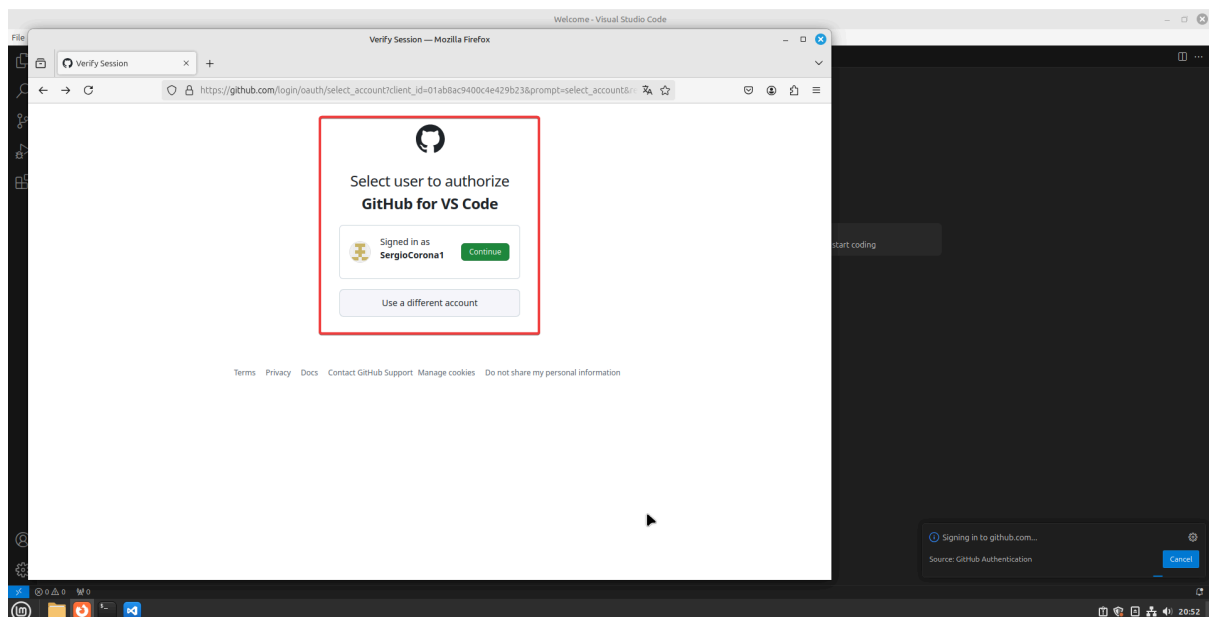 Welcome - Visual Studio Code
File
Verify Session — Mozilla Firefox
Verify Session
https://github.com/login/oauth/select_account?client_id=01ab8ac9400c4e429b23&prompt=select_account&
Select user to authorize
GitHub for VS Code
Signed in as
SergioCorona1
Continue
Use a different account
Terms Privacy Docs Contact GitHub Support Manage cookies Do not share my personal information
start coding
Signing in to github.com...
Source: GitHub Authentication
Cancel
0 0 0
20:52